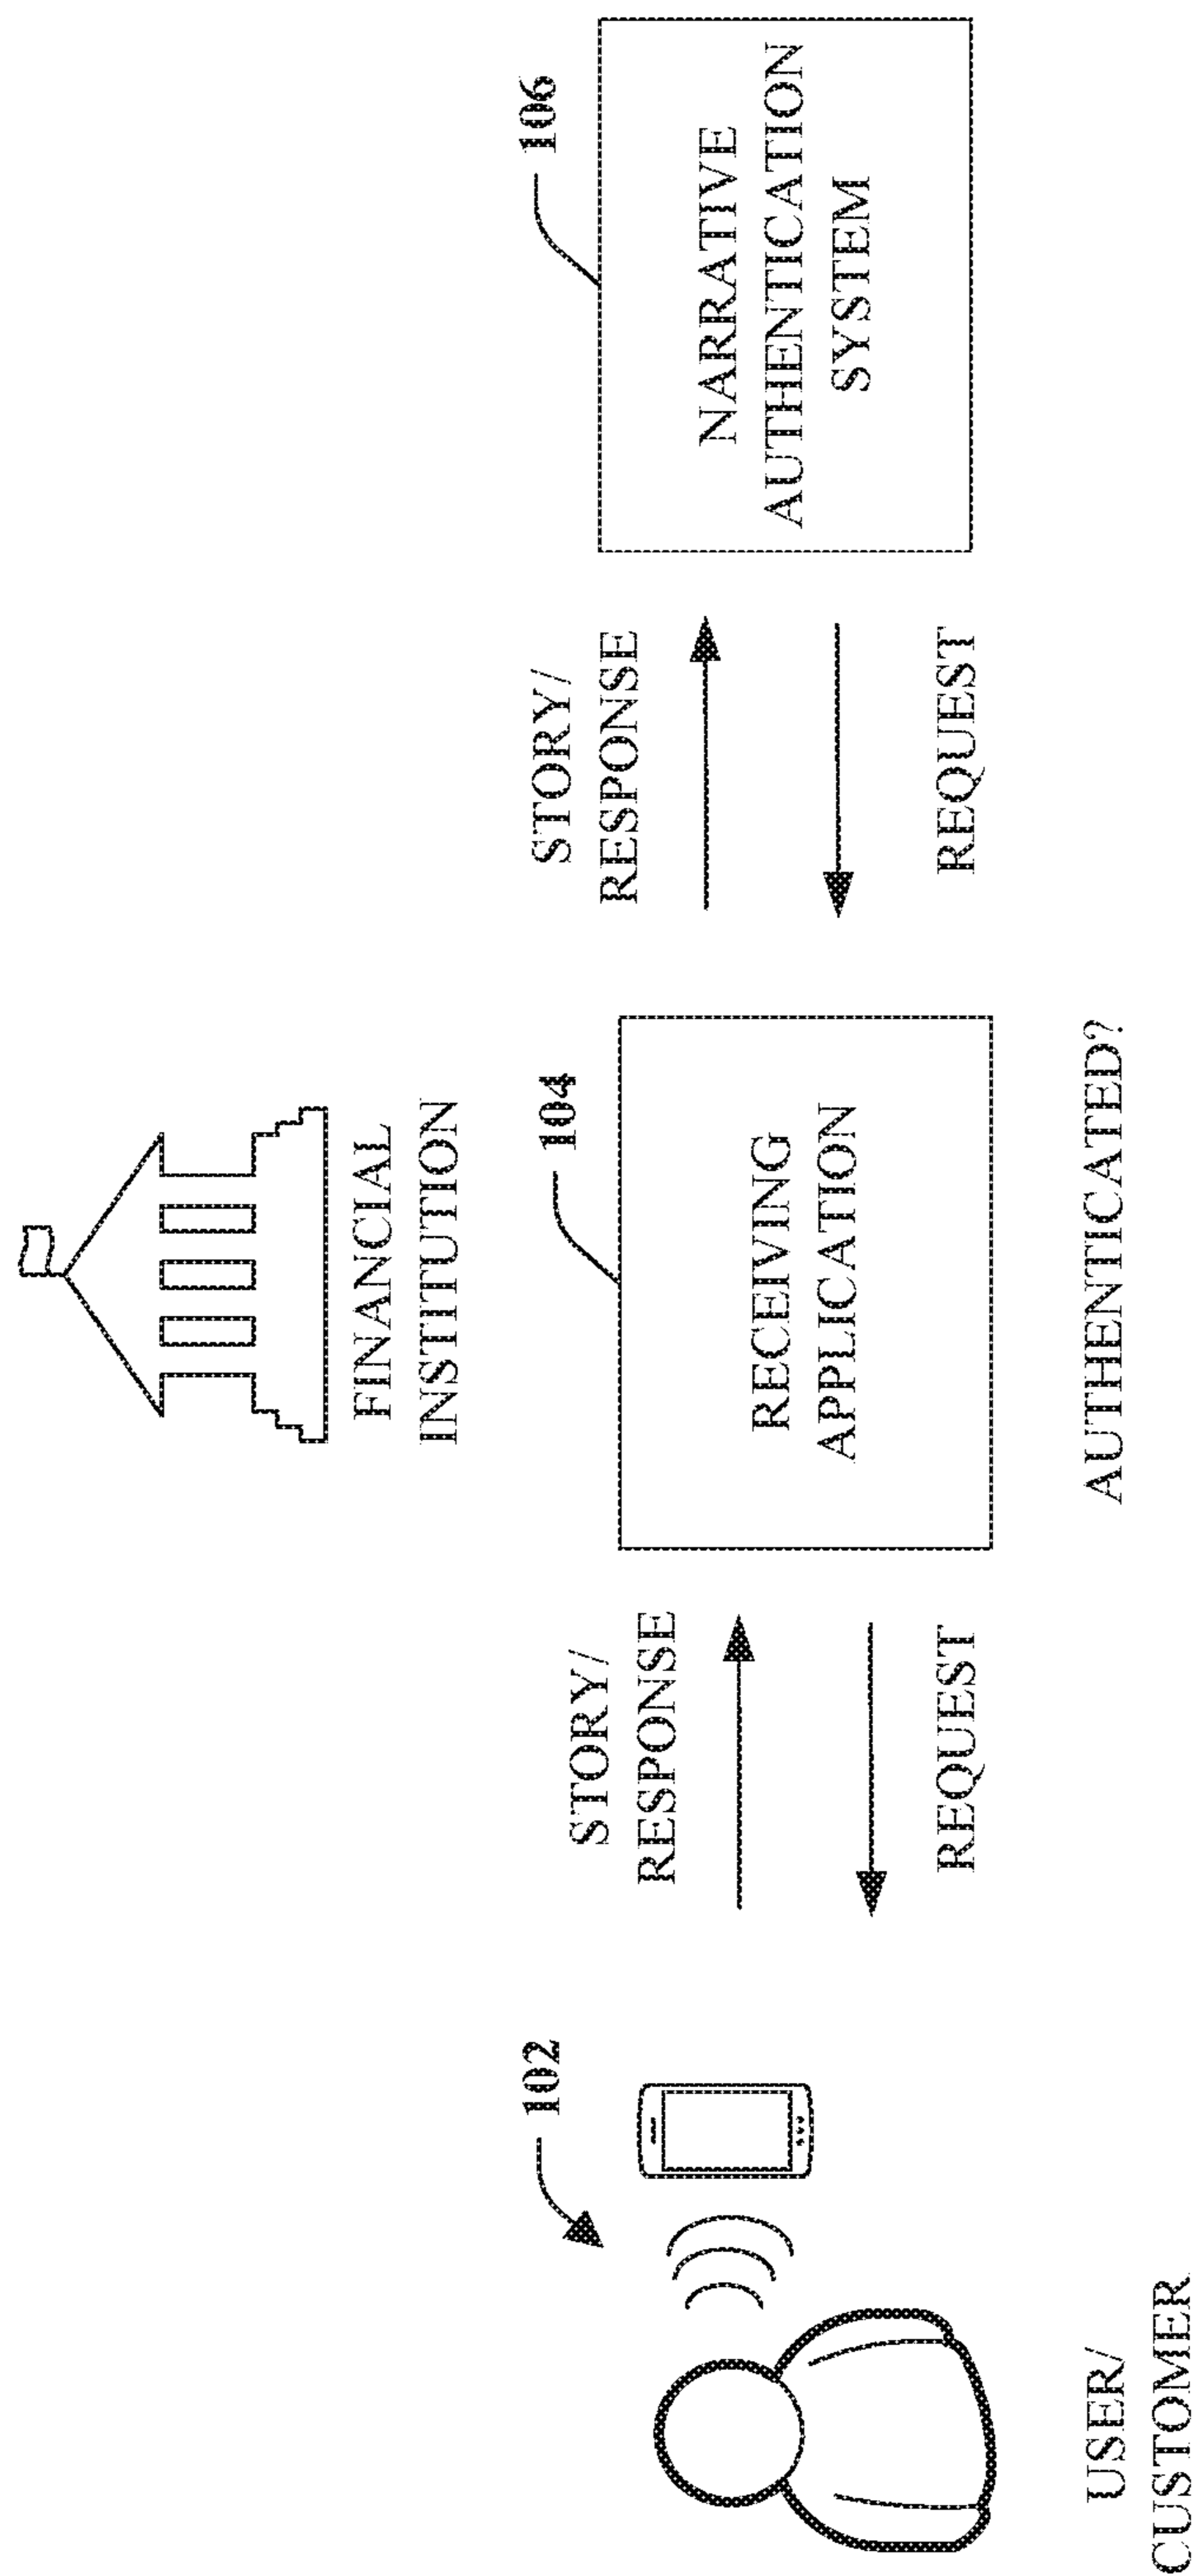 FINANCIAL
INSTITUTION
102
104
106
STORY/
RESPONSE
STORY/
RESPONSE
RECEIVING
APPLICATION
NARRATIVE
AUTHENTICATION
SYSTEM
REQUEST
REQUEST
USER/
CUSTOMER
AUTHENTICATED?